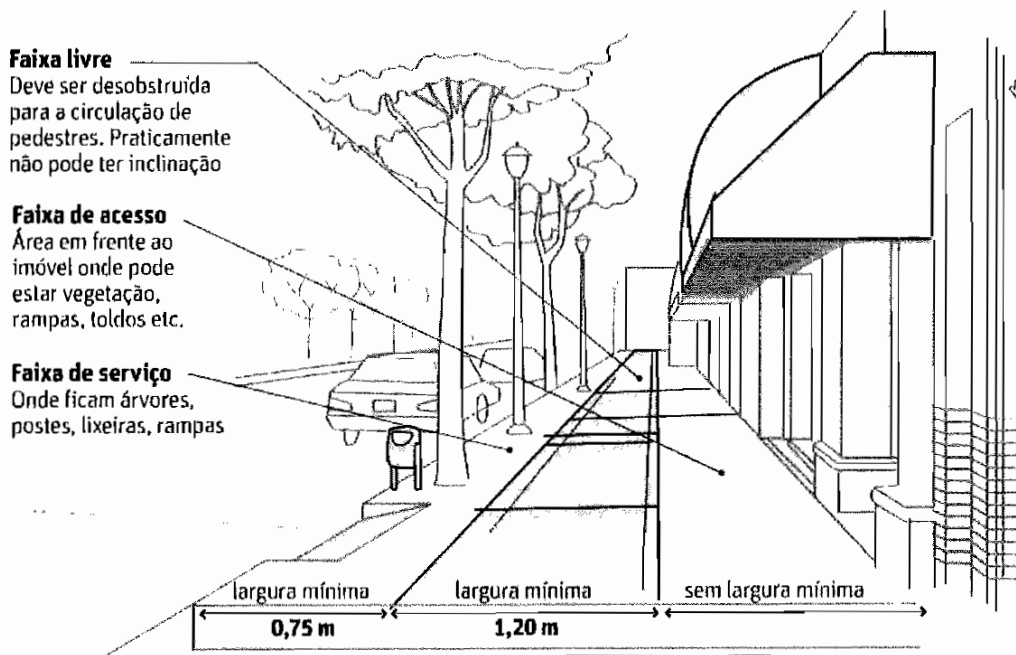 Faixa livre
Deve ser desobstruída
para a circulação de
pedestres. Praticamente
não pode ter inclinação
Faixa de acesso
Área em frente ao
imóvel onde pode
estar vegetação,
rampas, toldos etc.
Faixa de serviço
Onde ficam árvores,
postes, lixeiras, rampas
largura mínima
0,75 m
largura mínima
1,20 m
sem largura mínima